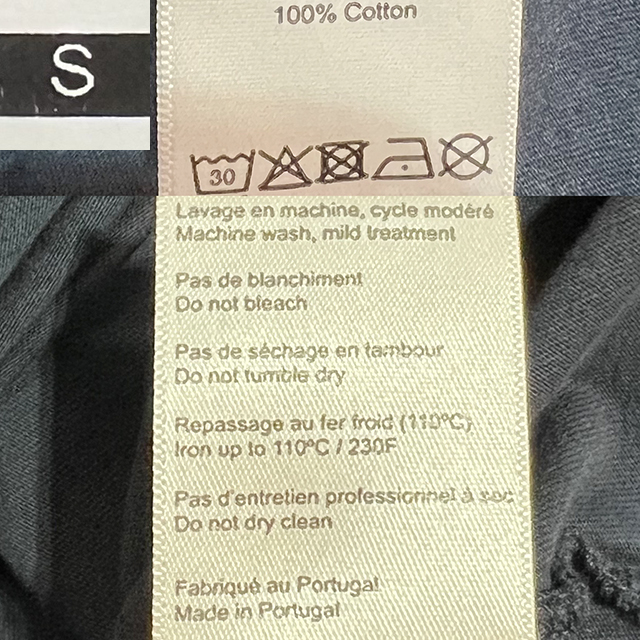 S
100% Cotton
30
Lavage en machine, cycle modéré
Machine wash, mild treatment
Pas de blanchiment
Do not bleach
Pas de séchage en tambour
Do not tumble dry
Repassage au fer froid (110°C)
Iron up to 110°C / 230F
Pas d'entretien professionnel à sec
Do not dry clean
Fabriqué au Portugal
Made in Portugal